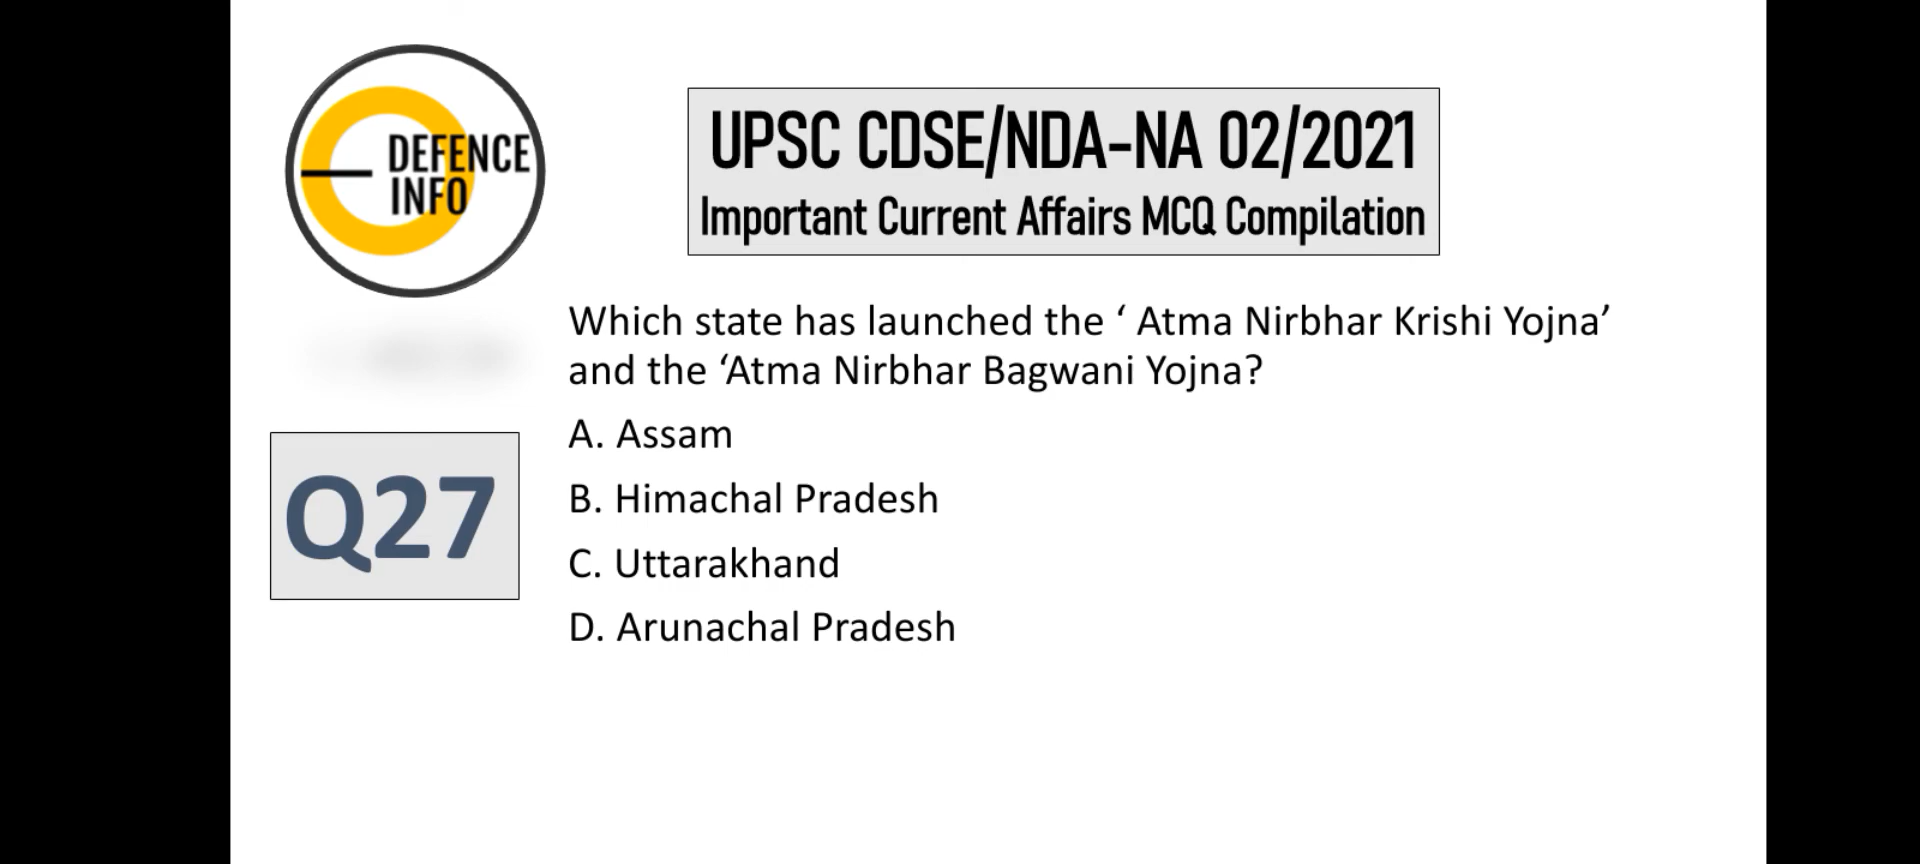 DEFENCE
INFO
UPSC CDSE/NDA-NA 02/2021
Important Current Affairs MCQ Compilation
Which state has launched the ‘ Atma Nirbhar Krishi Yojna’
and the ‘Atma Nirbhar Bagwani Yojna?
A. Assam
B. Himachal Pradesh
C. Uttarakhand
D. Arunachal Pradesh
Q27